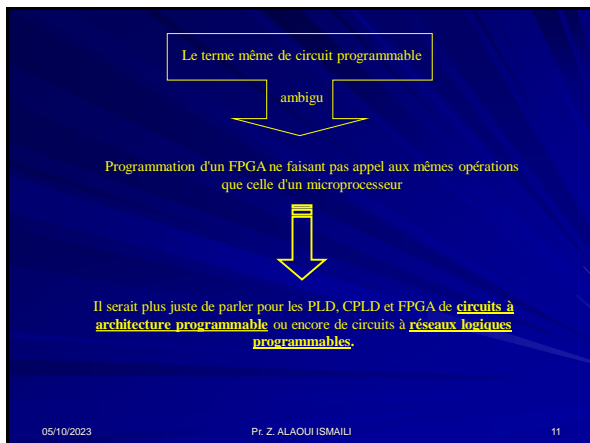 Le terme même de circuit programmable
ambigu
Programmation d'un FPGA ne faisant pas appel aux mêmes opérations
que celle d'un microprocesseur
Il serait plus juste de parler pour les PLD, CPLD et FPGA de circuits à
architecture programmable ou encore de circuits à réseaux logiques
programmables.
05/10/2023 Pr. Z. ALAOUI ISMAILI 11